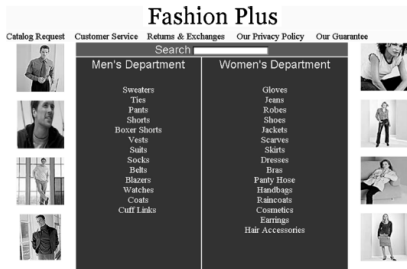 Fashion Plus
Catalog Request Customer Service Returns & Exchanges Our Privacy Policy Our Guarantee
Search
Men's Department
Sweaters
Ties
Pants
Shorts
Boxer Shorts
Vests
Suits
Socks
Belts
Blazers
Watches
Coats
Cuff Links
Women's Department
Gloves
Jeans
Robes
Shoes
Jackets
Scarves
Skirts
Dresses
Bras
Panty Hose
Handbags
Raincoats
Cosmetics
Earrings
Hair Accessories